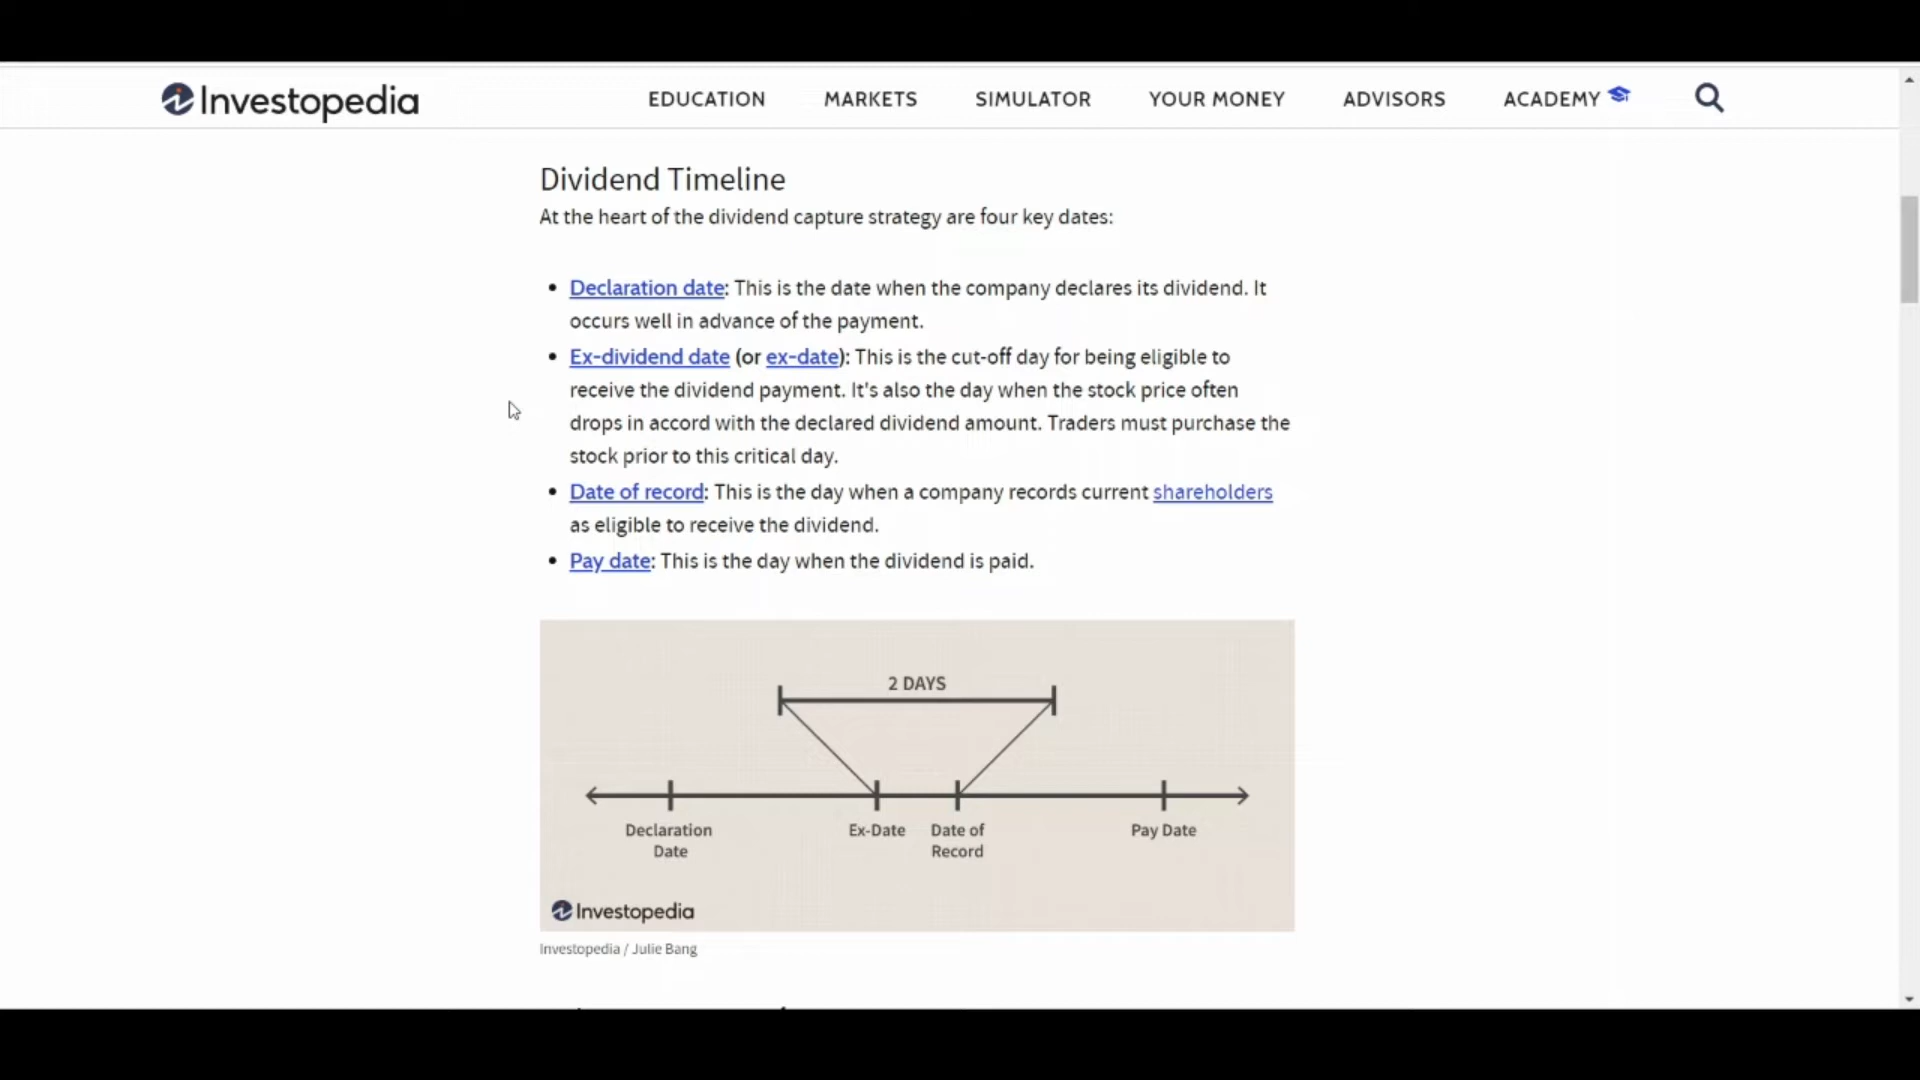 Investopedia
EDUCATION MARKETS SIMULATOR YOUR MONEY ADVISORS ACADEMY
Dividend Timeline
At the heart of the dividend capture strategy are four key dates:
• Declaration date: This is the date when the company declares its dividend. It
occurs well in advance of the payment.
• Ex-dividend date (or ex-date): This is the cut-off day for being eligible to
receive the dividend payment. It's also the day when the stock price often
drops in accord with the declared dividend amount. Traders must purchase the
stock prior to this critical day.
• Date of record: This is the day when a company records current shareholders
as eligible to receive the dividend.
• Pay date: This is the day when the dividend is paid.
2 DAYS
Declaration
Date
Ex-Date
Date of
Record
Pay Date
Investopedia
Investopedia / Julie Bang